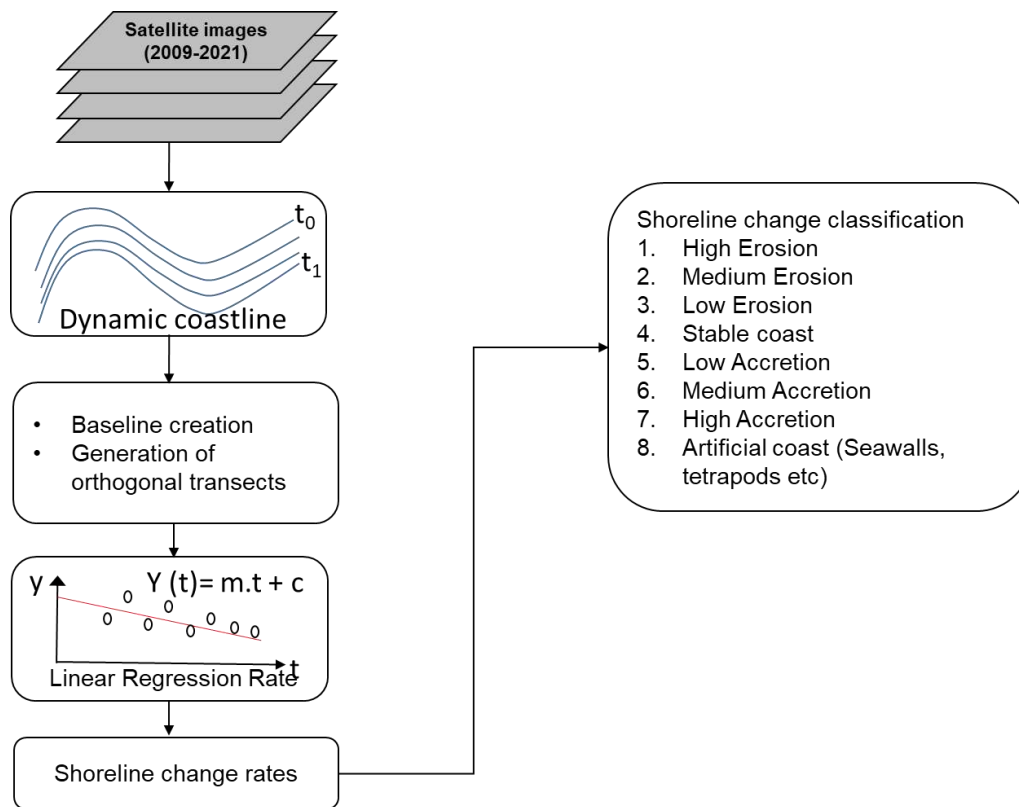 Satellite images
(2009-2021)
t0
t1
Dynamic coastline
• Baseline creation
• Generation of
orthogonal transects
y
Y (t)= m.t + c
t
Linear Regression Rate
Shoreline change rates
Shoreline change classification
1. High Erosion
2. Medium Erosion
3. Low Erosion
4. Stable coast
5. Low Accretion
6. Medium Accretion
7. High Accretion
8. Artificial coast (Seawalls,
tetrapods etc)